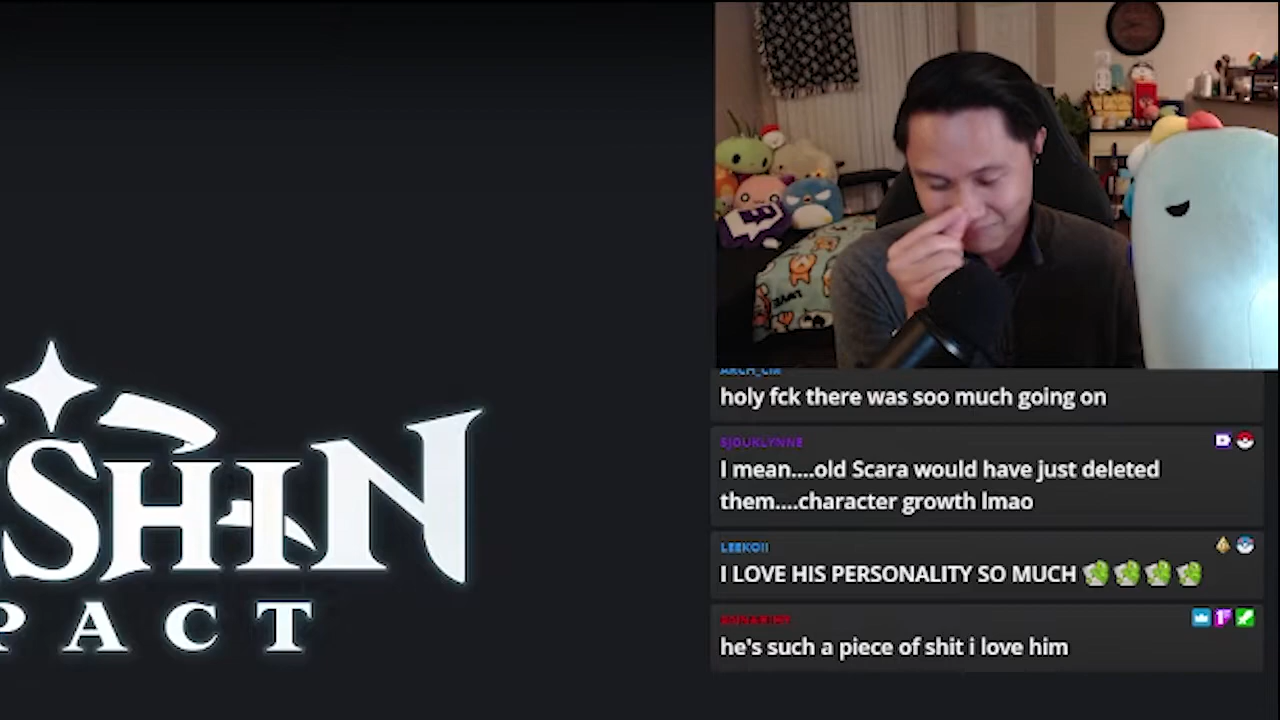 SHIN
PACT
ARCH_LM
holy fck there was soo much going on
SJOUKLYNNE
I mean....old Scara would have just deleted
them....character growth lmao
LEEKOII
I LOVE HIS PERSONALITY SO MUCH
he's such a piece of shit i love him